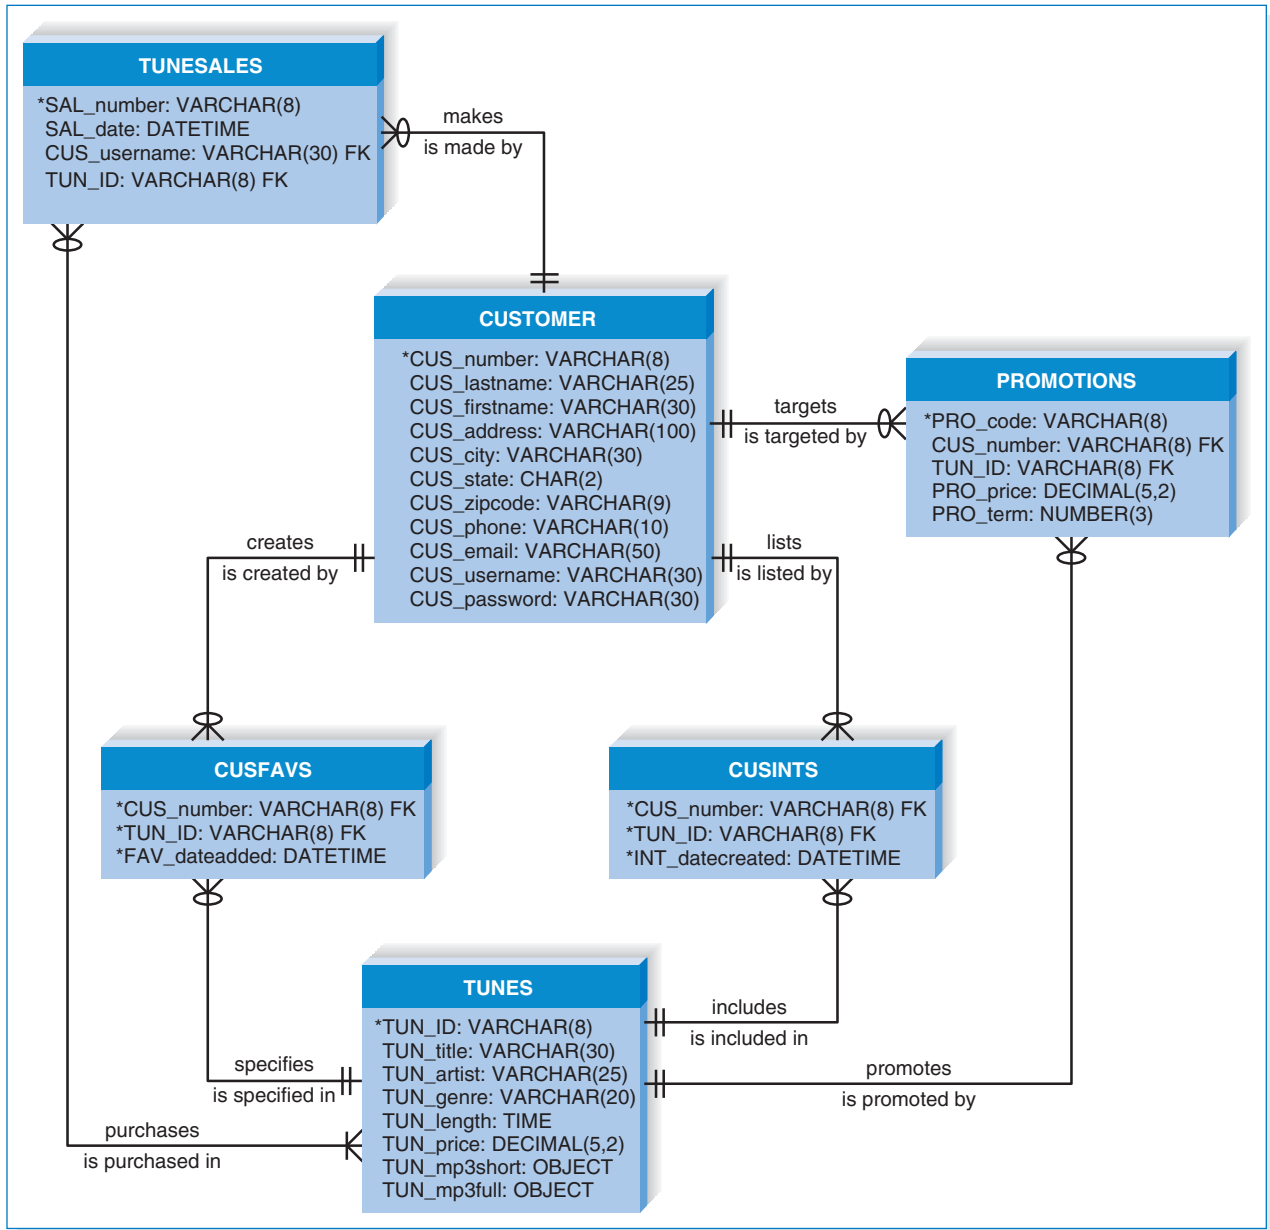 TUNESALES
*SAL_number: VARCHAR(8)
SAL_date: DATETIME
CUS_username: VARCHAR(30) FK
TUN_ID: VARCHAR(8) FK
makes
is made by
CUSTOMER
*CUS_number: VARCHAR(8)
CUS_lastname: VARCHAR(25)
CUS_firstname: VARCHAR(30)
CUS_address: VARCHAR(100)
CUS_city: VARCHAR(30)
CUS_state: CHAR(2)
CUS_zipcode: VARCHAR(9)
CUS_phone: VARCHAR(10)
CUS_email: VARCHAR(50)
CUS_username: VARCHAR(30)
CUS_password: VARCHAR(30)
targets
is targeted by
PROMOTIONS
*PRO_code: VARCHAR(8)
CUS_number: VARCHAR(8) FK
TUN_ID: VARCHAR(8) FK
PRO_price: DECIMAL(5,2)
PRO_term: NUMBER(3)
creates
is created by
lists
is listed by
CUSFAVS
*CUS_number: VARCHAR(8) FK
*TUN_ID: VARCHAR(8) FK
*FAV_dateadded: DATETIME
CUSINTS
*CUS_number: VARCHAR(8) FK
*TUN_ID: VARCHAR(8) FK
*INT_datecreated: DATETIME
TUNES
*TUN_ID: VARCHAR(8)
TUN_title: VARCHAR(30)
TUN_artist: VARCHAR(25)
TUN_genre: VARCHAR(20)
TUN_length: TIME
TUN_price: DECIMAL(5,2)
TUN_mp3short: OBJECT
TUN_mp3full: OBJECT
includes
is included in
specifies
is specified in
promotes
is promoted by
purchases
is purchased in